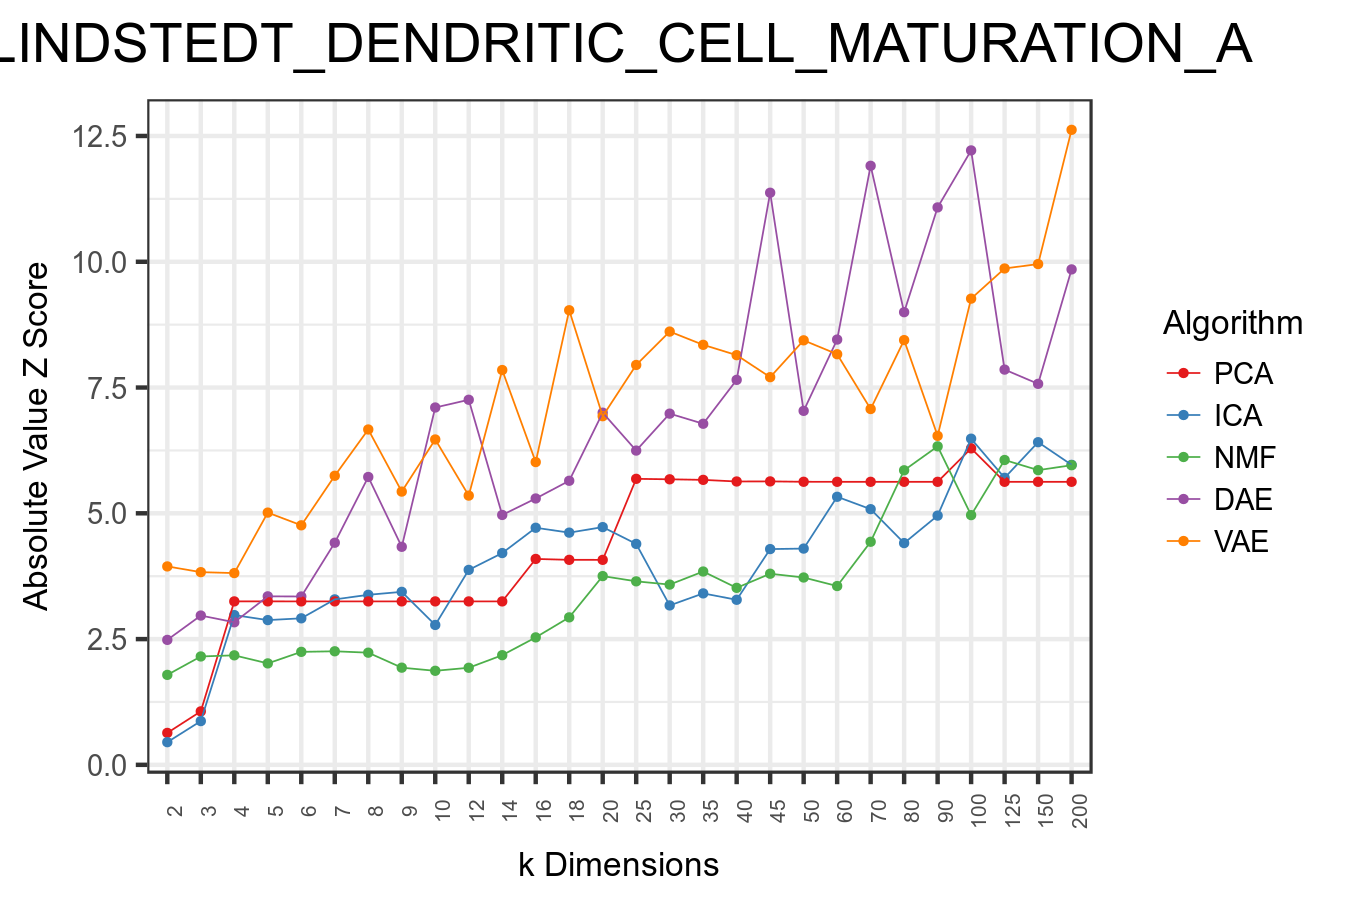 LINDSTEDT_DENDRITIC_CELL_MATURATION_A
12.5
10.0
7.5
5.0
2.5
0.0
Absolute Value Z Score
2 3 4 5 6 7 8 9 10 12 14 16 18 20 25 30 35 40 45 50 60 70 80 90 100 125 150 200
k Dimensions
Algorithm
PCA
ICA
NMF
DAE
VAE